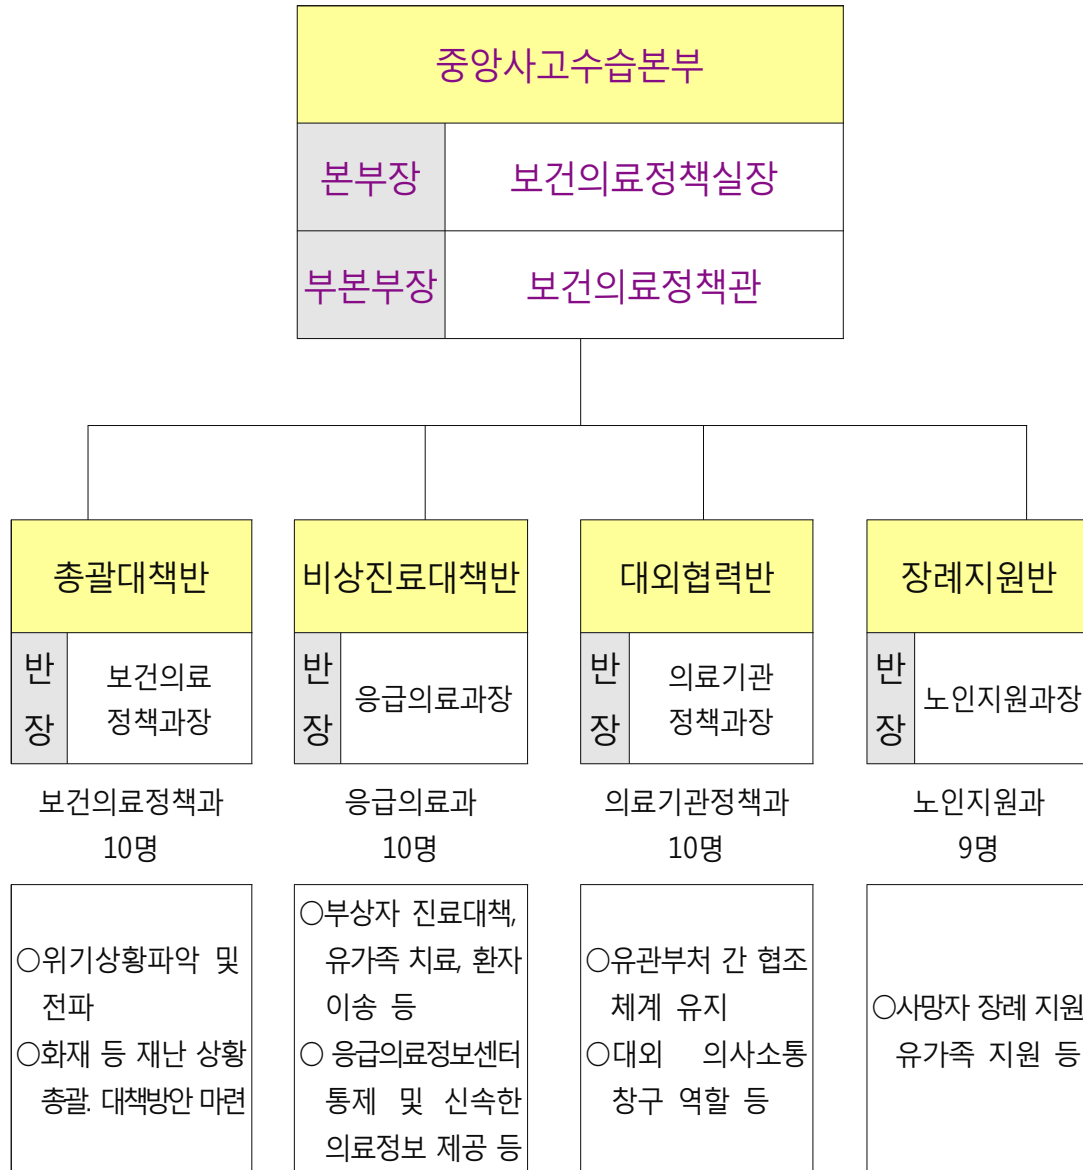 중앙사고수습본부
본부장 보건의료정책실장
부본부장 보건의료정책관
총괄대책반
반장
보건의료
정책과장
보건의료정책과
10명
○위기상황파악 및
전파
○화재 등 재난 상황
총괄. 대책방안 마련
비상진료대책반
반장
응급의료과장
응급의료과
10명
○부상자 진료대책,
유가족 치료, 환자
이송 등
○ 응급의료정보센터
통제 및 신속한
의료정보 제공 등
대외협력반
반장
의료기관
정책과장
의료기관정책과
10명
○유관부처 간 협조
체계 유지
○대외 의사소통
창구 역할 등
장례지원반
반장
노인지원과장
노인지원과
9명
○사망자 장례 지원
유가족 지원 등